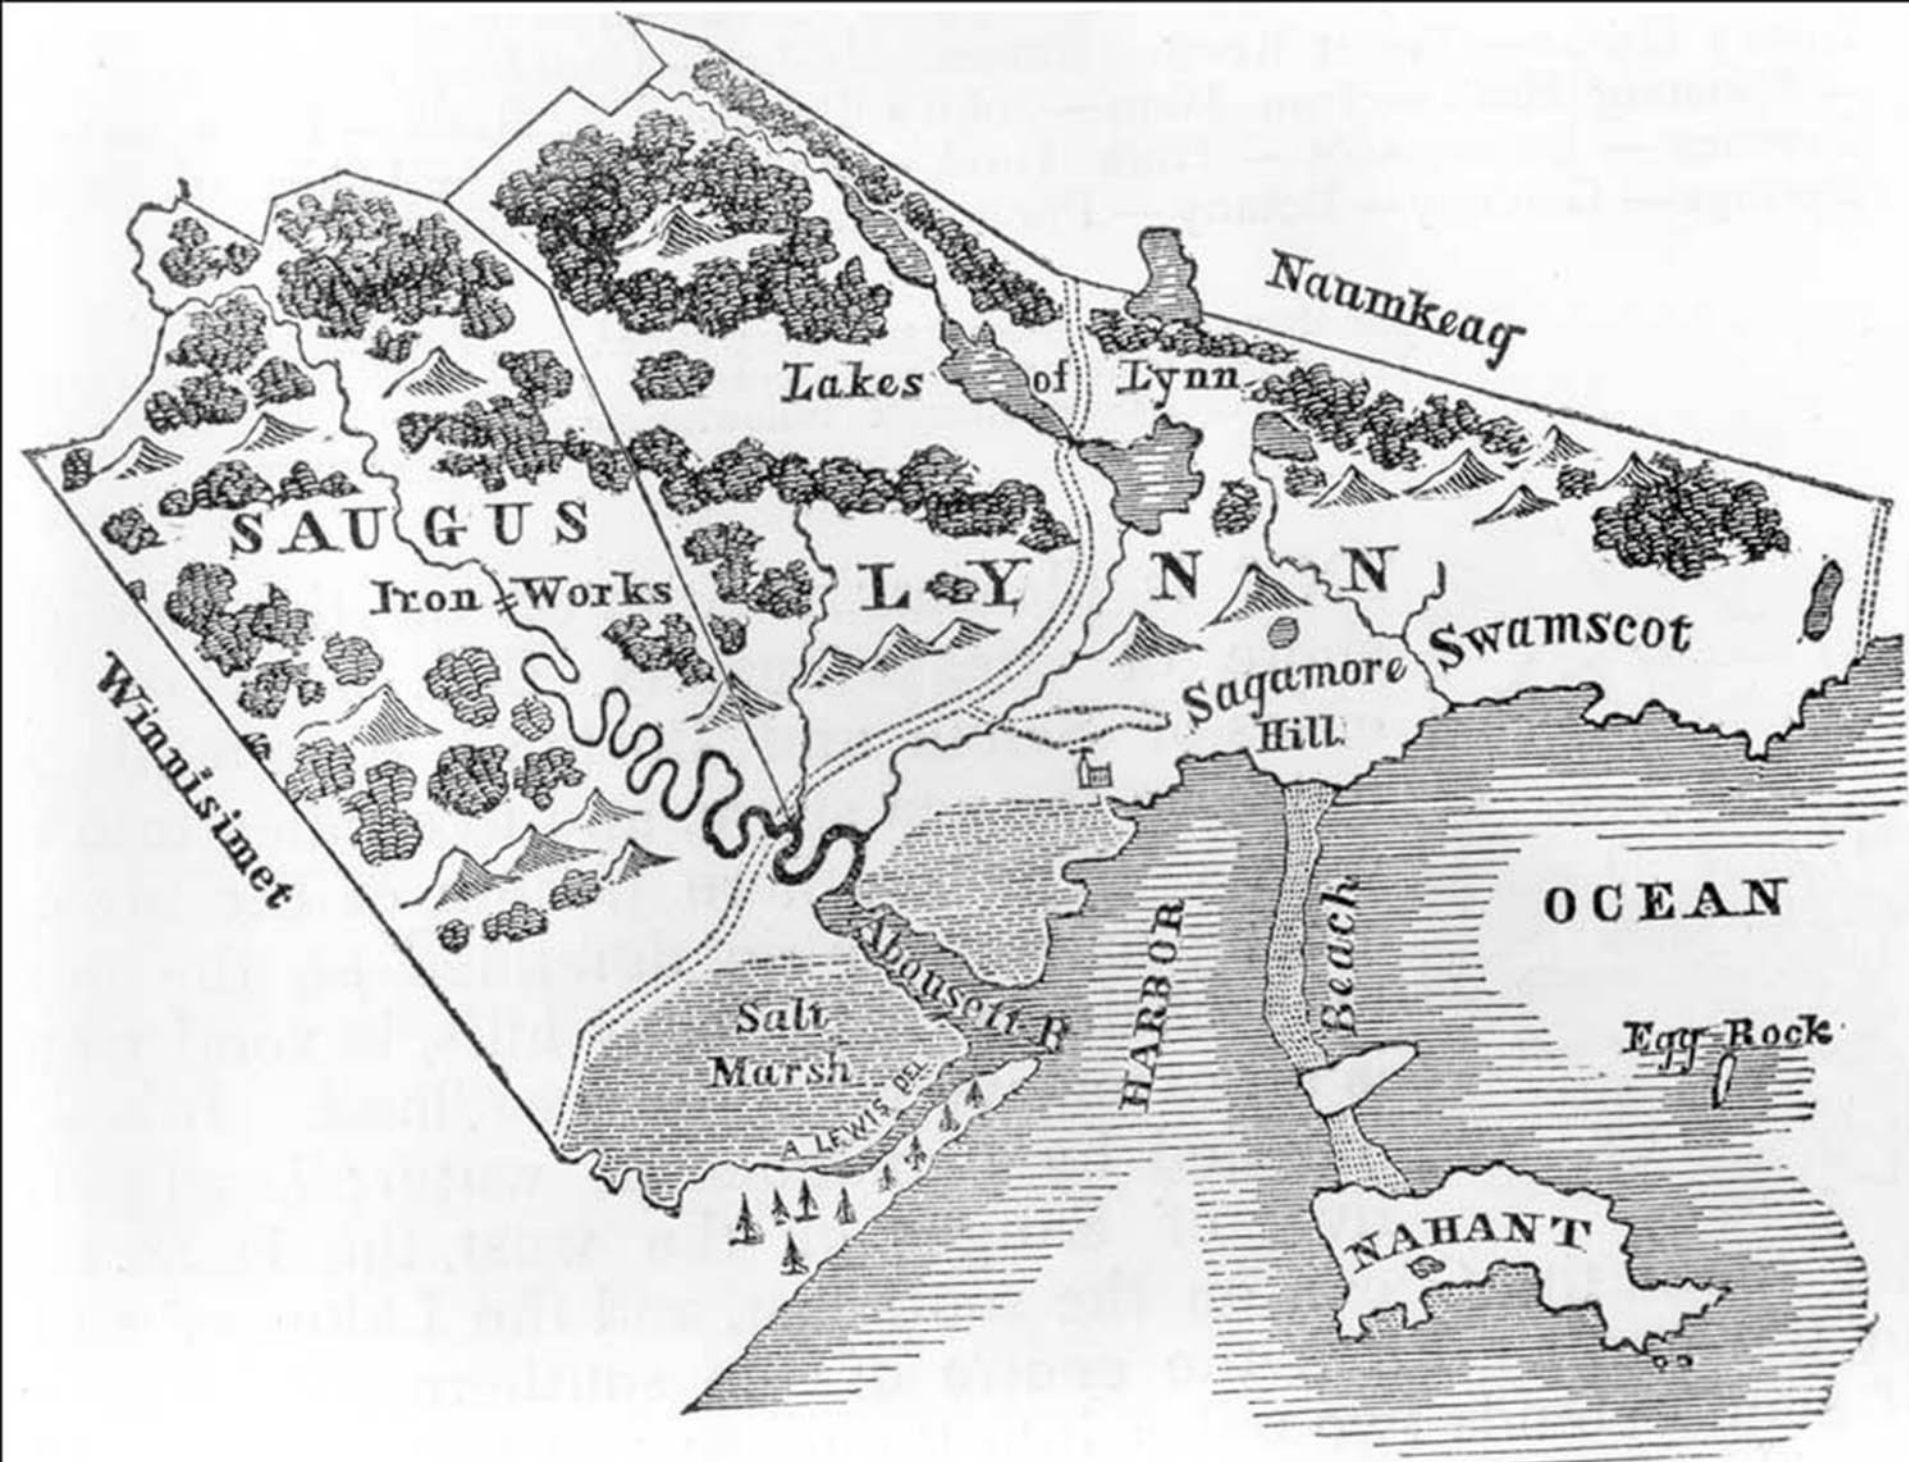 Naumkeag
Lakes of Lynn
SAUGUS
Iron Works
LYNN
Swamscot
Sagamore
Hill
Winnisimet
OCEAN
Beach
HARBOR
Abousett R
Egg Rock
Salt
Marsh
A LEWIS DEL
NAHANT